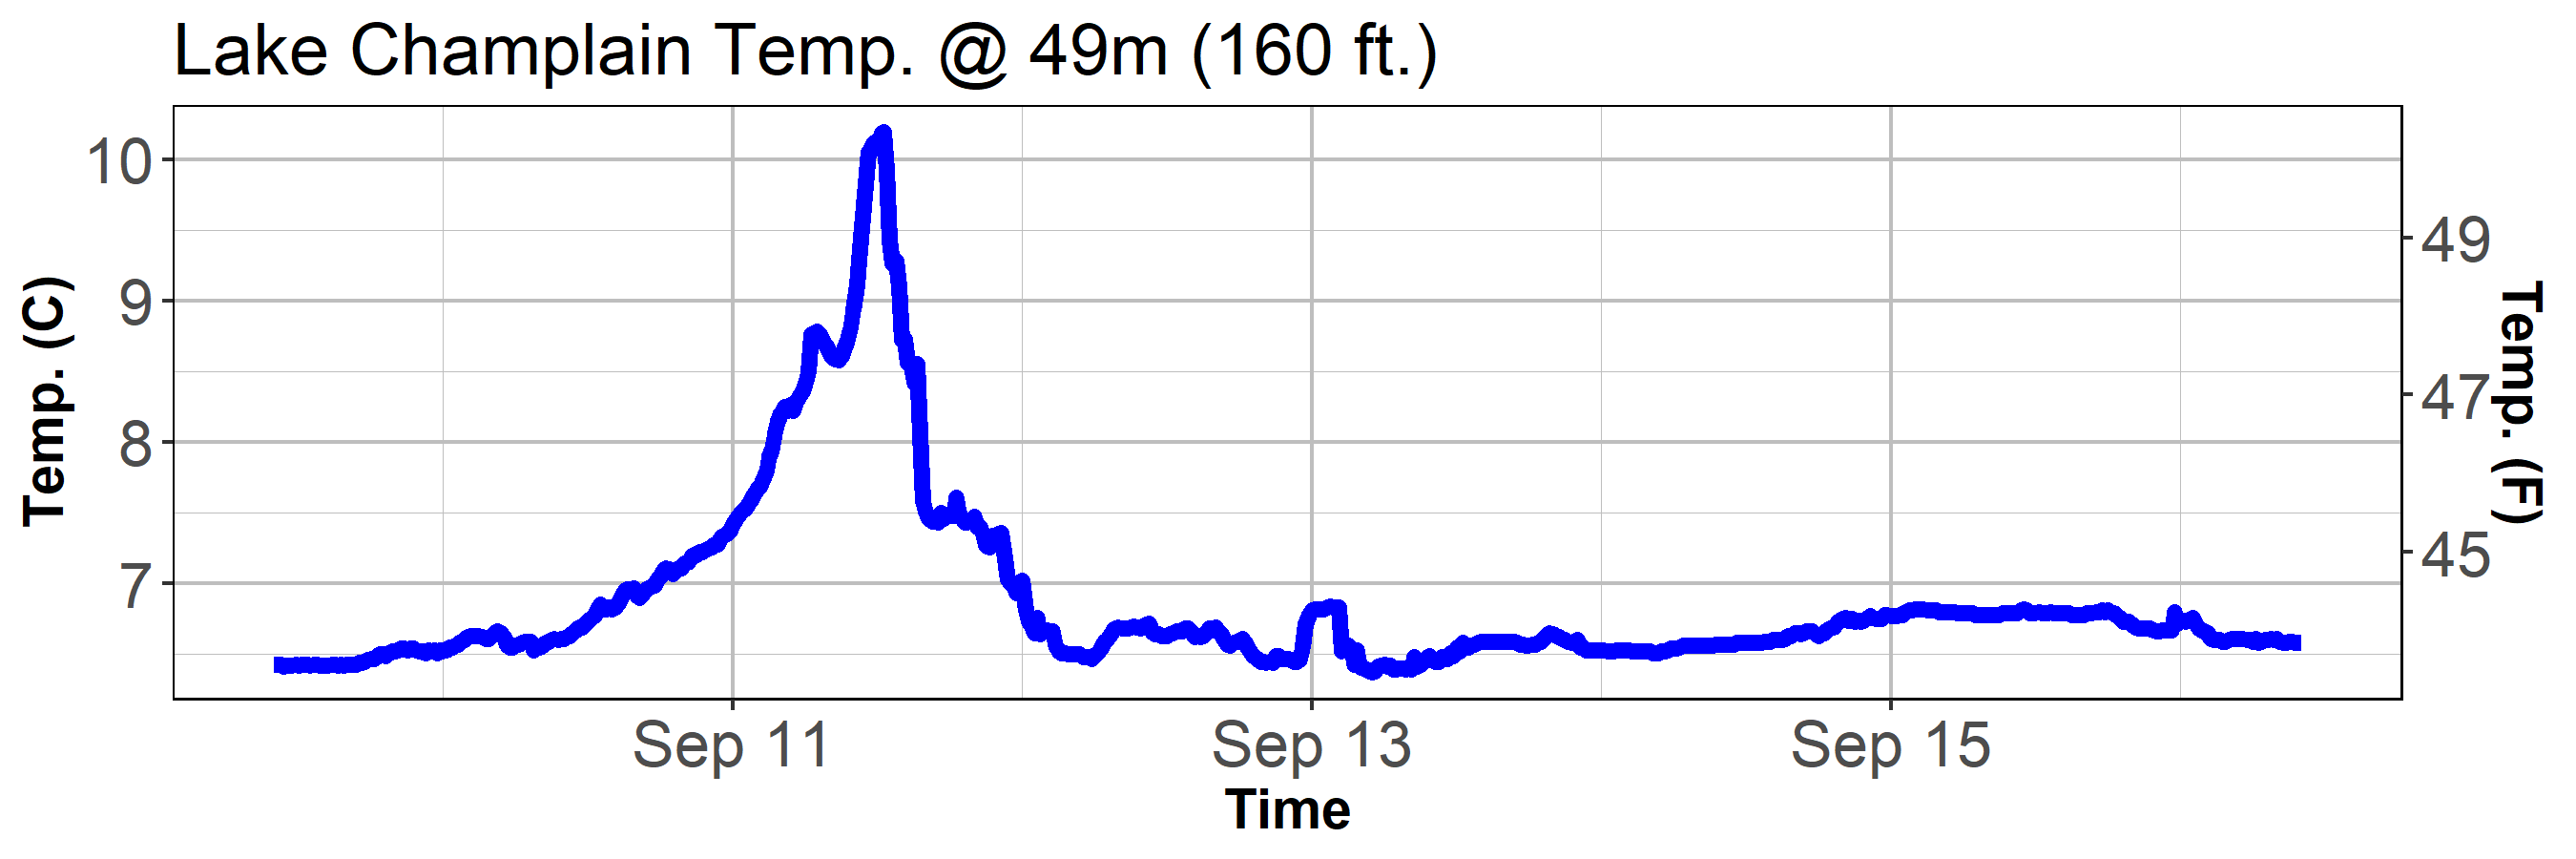 Lake Champlain Temp. @ 49m (160 ft.)
10
9
8
7
Temp. (C)
49
47
45
Temp. (F)
Sep 11
Sep 13
Sep 15
Time